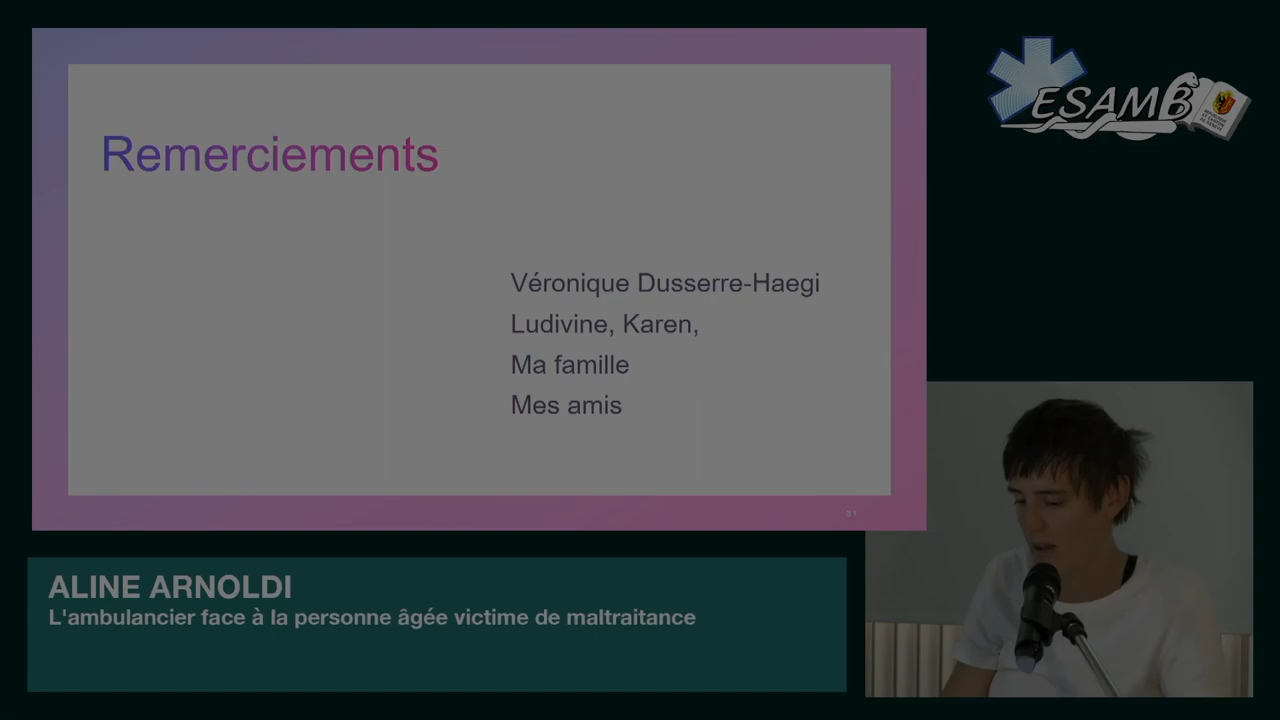 Remerciements
Véronique Dusserre-Haegi
Ludivine, Karen,
Ma famille
Mes amis
31
ESAMB
ALINE ARNOLDI
L'ambulancier face à la personne âgée victime de maltraitance